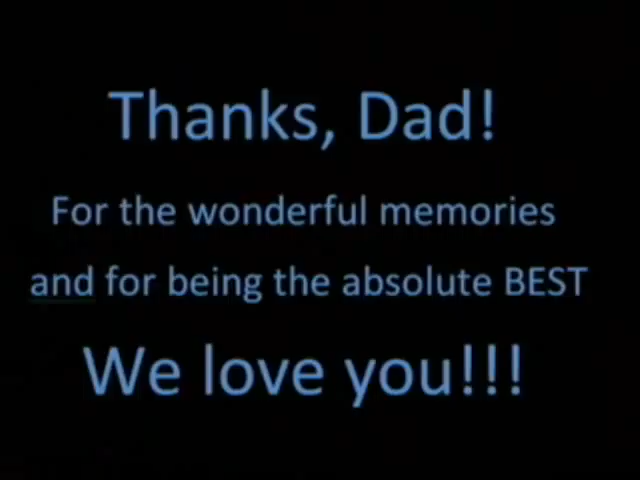 Thanks, Dad!
For the wonderful memories
and for being the absolute BEST
We love you!!!